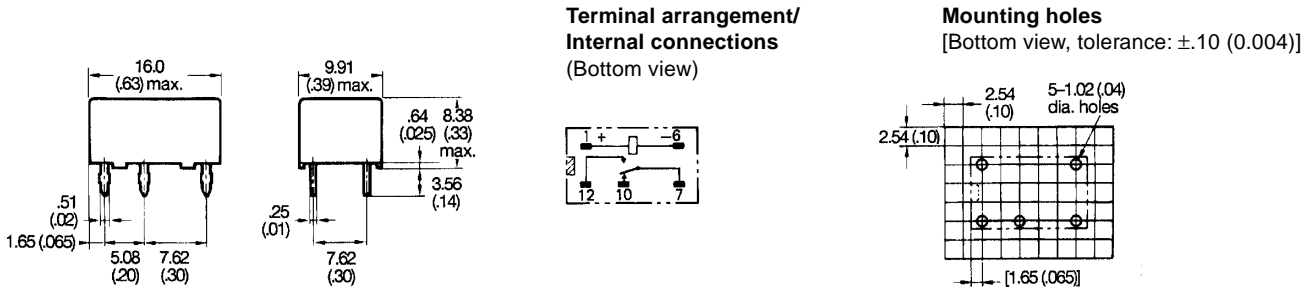 Terminal arrangement/
Internal connections
(Bottom view)
Mounting holes
[Bottom view, tolerance: ±.10 (0.004)]
16.0
(.63) max.
9.91
(.39) max.
.64
(.025)
8.38
(.33)
max.
3.56
(.14)
.51
(.02)
1.65 (.065)
5.08
(.20)
7.62
(.30)
.25
(.01)
7.62
(.30)
1 + −6
12 10 7
2.54
(.10)
5–1.02 (.04)
dia. holes
2.54 (.10)
[1.65 (.065)]